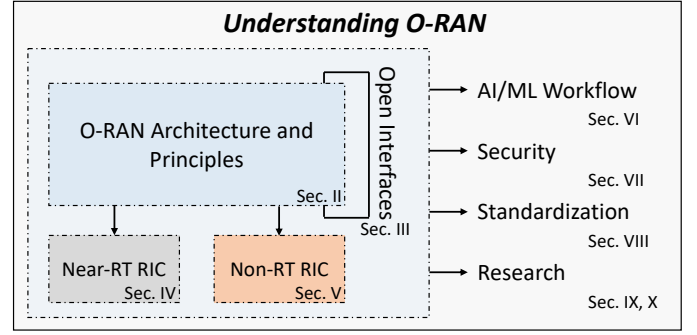 Understanding O-RAN
O-RAN Architecture and
Principles
Sec. II
Open Interfaces
Sec. III
Near-RT RIC
Sec. IV
Non-RT RIC
Sec. V
AI/ML Workflow
Sec. VI
Security
Sec. VII
Standardization
Sec. VIII
Research
Sec. IX, X